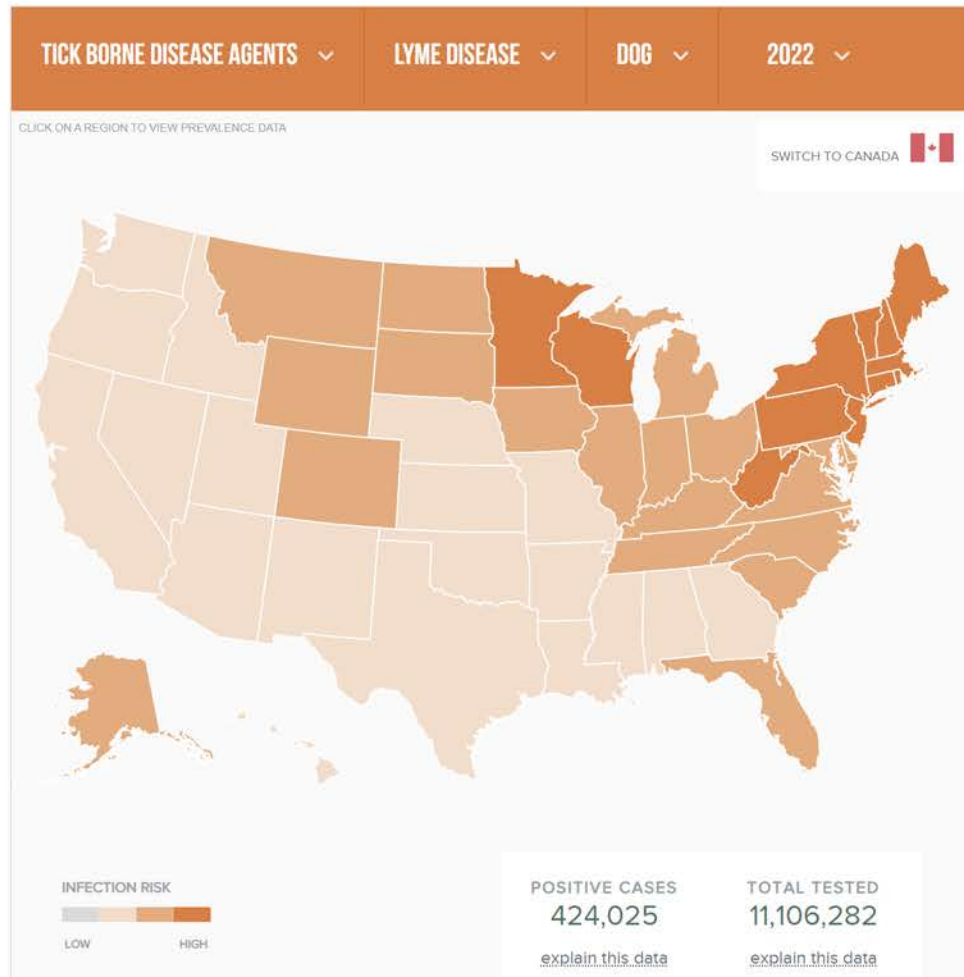 TICK BORNE DISEASE AGENTS LYME DISEASE DOG 2022
CLICK ON A REGION TO VIEW PREVALENCE DATA
SWITCH TO CANADA
INFECTION RISK
LOW HIGH
POSITIVE CASES
424,025
explain this data
TOTAL TESTED
11,106,282
explain this data